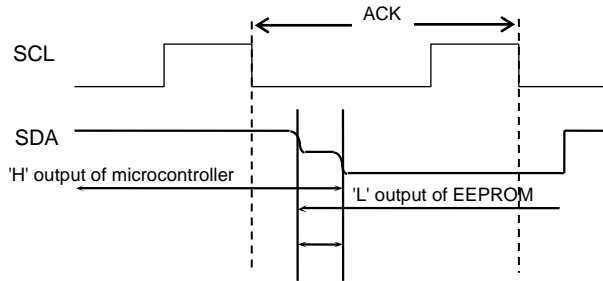 ACK
SCL
SDA
'H' output of microcontroller
'L' output of EEPROM